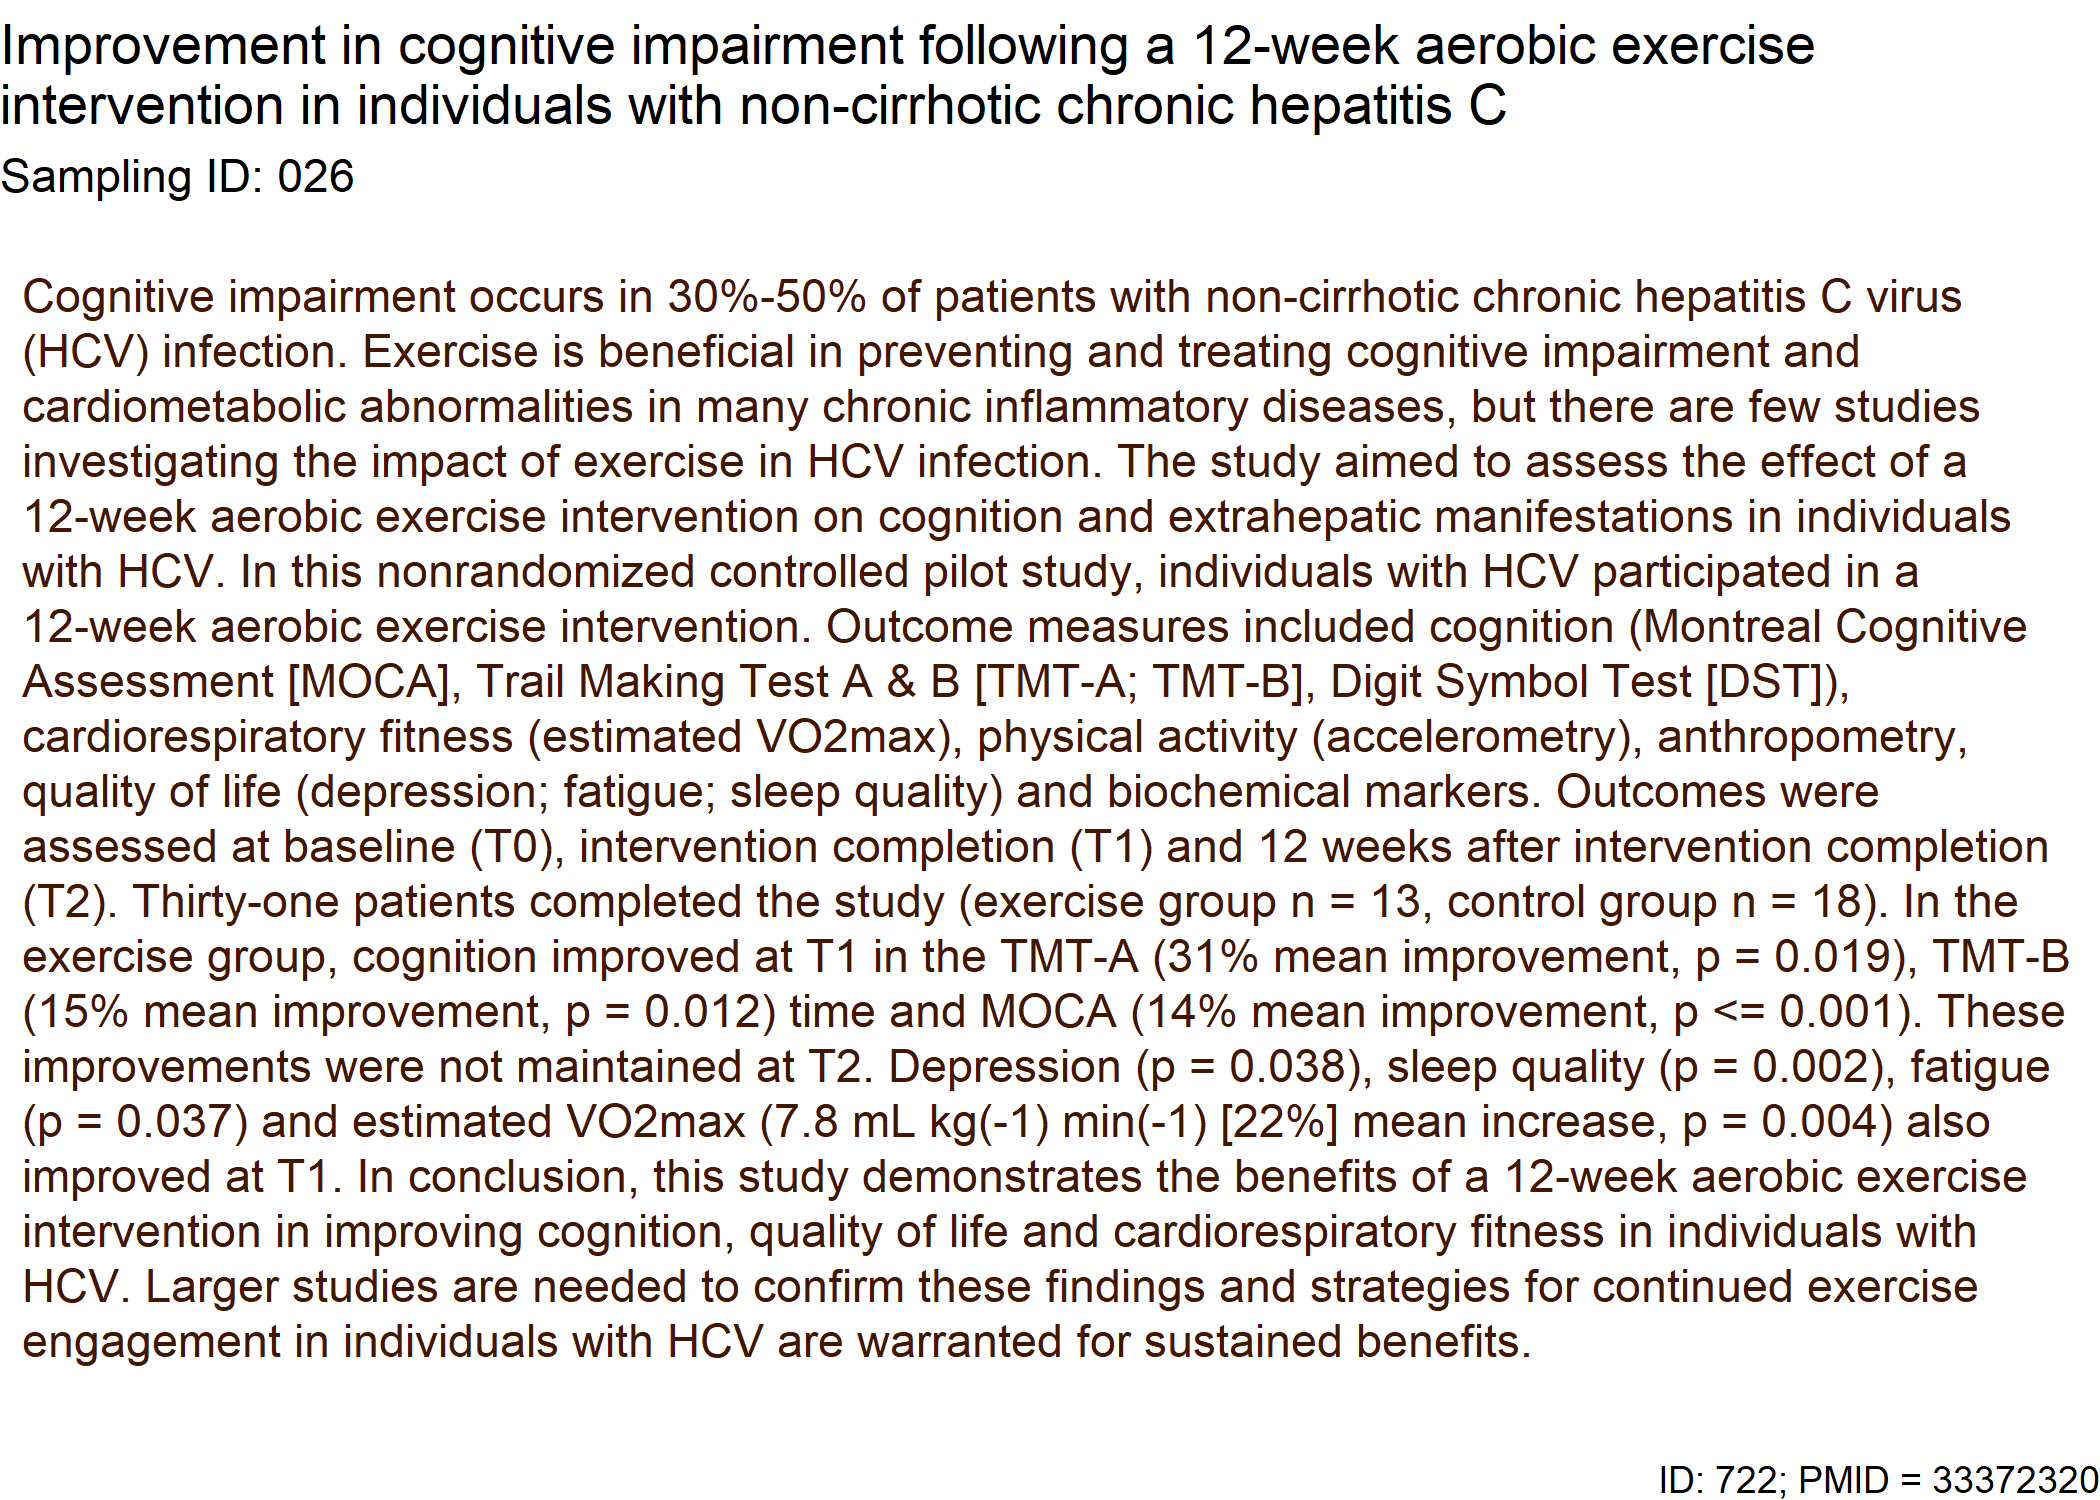 Improvement in cognitive impairment following a 12-week aerobic exercise
intervention in individuals with non-cirrhotic chronic hepatitis C
Sampling ID: 026
Cognitive impairment occurs in 30%-50% of patients with non-cirrhotic chronic hepatitis C virus
(HCV) infection. Exercise is beneficial in preventing and treating cognitive impairment and
cardiometabolic abnormalities in many chronic inflammatory diseases, but there are few studies
investigating the impact of exercise in HCV infection. The study aimed to assess the effect of a
12-week aerobic exercise intervention on cognition and extrahepatic manifestations in individuals
with HCV. In this nonrandomized controlled pilot study, individuals with HCV participated in a
12-week aerobic exercise intervention. Outcome measures included cognition (Montreal Cognitive
Assessment [MOCA], Trail Making Test A & B [TMT-A; TMT-B], Digit Symbol Test [DST]),
cardiorespiratory fitness (estimated VO2max), physical activity (accelerometry), anthropometry,
quality of life (depression; fatigue; sleep quality) and biochemical markers. Outcomes were
assessed at baseline (T0), intervention completion (T1) and 12 weeks after intervention completion
(T2). Thirty-one patients completed the study (exercise group n = 13, control group n = 18). In the
exercise group, cognition improved at T1 in the TMT-A (31% mean improvement, p = 0.019), TMT-B
(15% mean improvement, p = 0.012) time and MOCA (14% mean improvement, p <= 0.001). These
improvements were not maintained at T2. Depression (p = 0.038), sleep quality (p = 0.002), fatigue
(p = 0.037) and estimated VO2max (7.8 mL kg(-1) min(-1) [22%] mean increase, p = 0.004) also
improved at T1. In conclusion, this study demonstrates the benefits of a 12-week aerobic exercise
intervention in improving cognition, quality of life and cardiorespiratory fitness in individuals with
HCV. Larger studies are needed to confirm these findings and strategies for continued exercise
engagement in individuals with HCV are warranted for sustained benefits.
ID: 722; PMID = 33372320